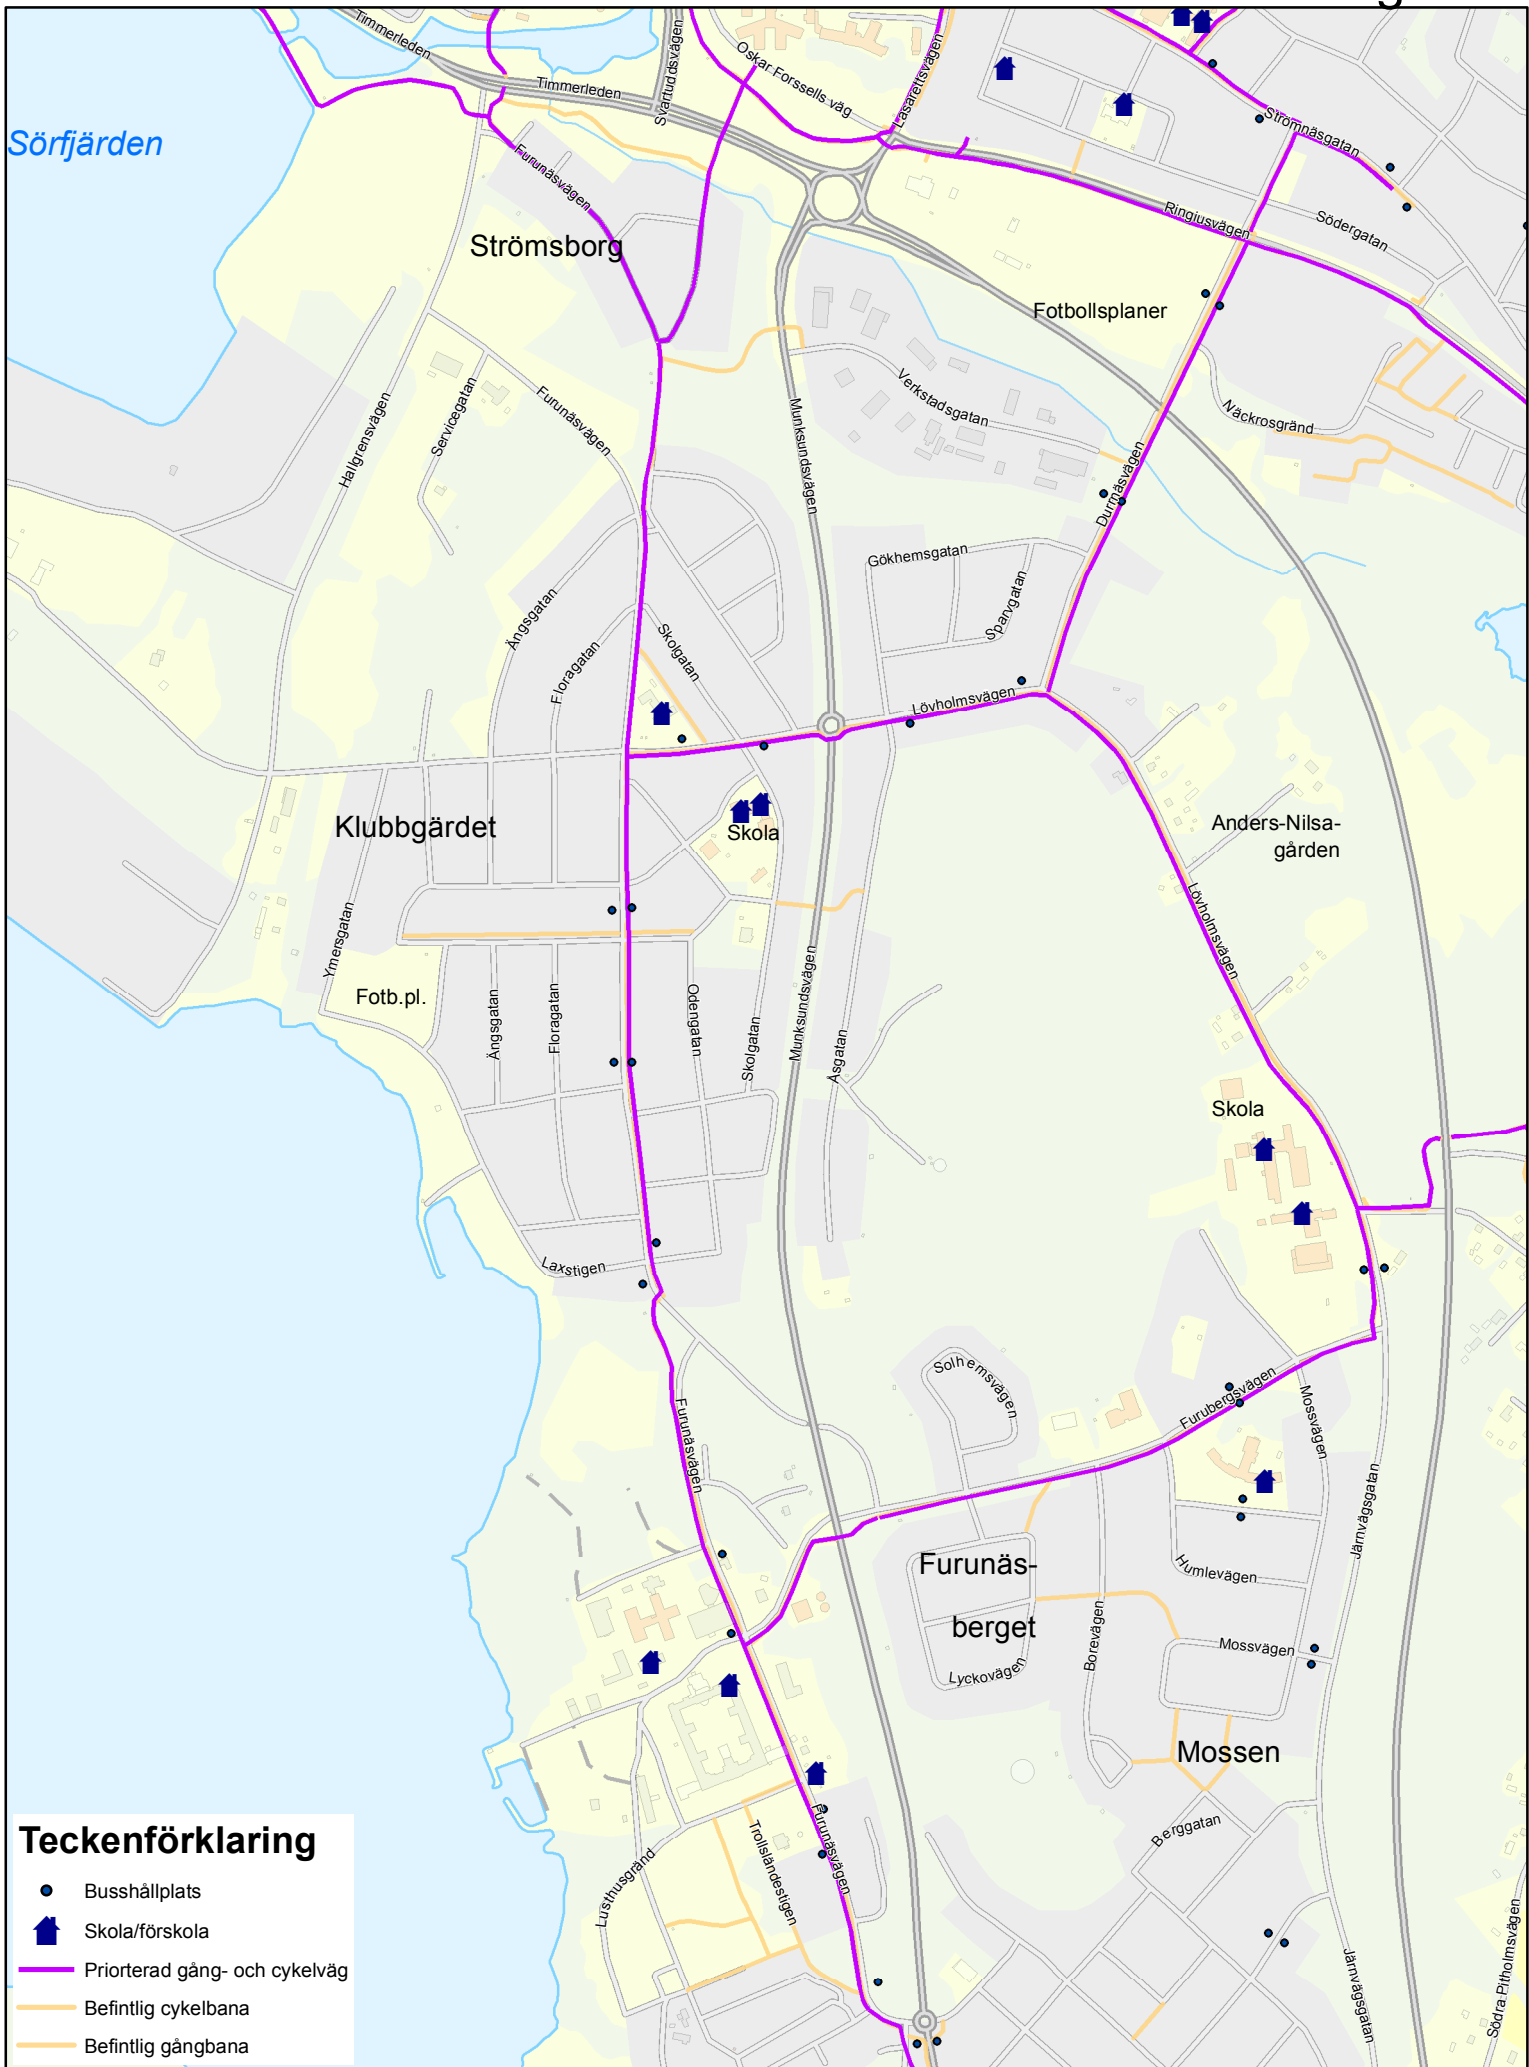 g
Timmerleden
Timmerleden
Svartuddsvägen
Oskar Forssells väg
Lasarettsvägen
Strömnäsgatan
Sörfjärden
Furunäsvägen
Strömsborg
Ringiusvägen
Södergatan
Fotbollsplaner
Hallgrensvägen
Servicegatan
Furunäsvägen
Munksundsvägen
Verkstadsgatan
Näckrosgränd
Durrnäsvägen
Gökhemsgatan
Sparvgatan
Ängsgatan
Floragatan
Skolgatan
Lövholmsvägen
Klubbgärdet
Skola
Anders-Nilsa-
gården
Lövholmsvägen
Ymersgatan
Fotb.pl.
Ängsgatan
Floragatan
Odengatan
Skolgatan
Munksundsvägen
Åsgatan
Skola
Laxstigen
Solhemsvägen
Furunäsvägen
Furubergsvägen
Mossvägen
Järnvägsgatan
Furunäs-
berget
Humlevägen
Borevägen
Mossvägen
Lyckovägen
Mossen
Berggatan
Furunäsvägen
Trollsländestigen
Lusthusgränd
Järnvägsgatan
Södra Pitholmsvägen
Teckenförklaring
Busshållplats
Skola/förskola
Priorterad gång- och cykelväg
Befintlig cykelbana
Befintlig gångbana